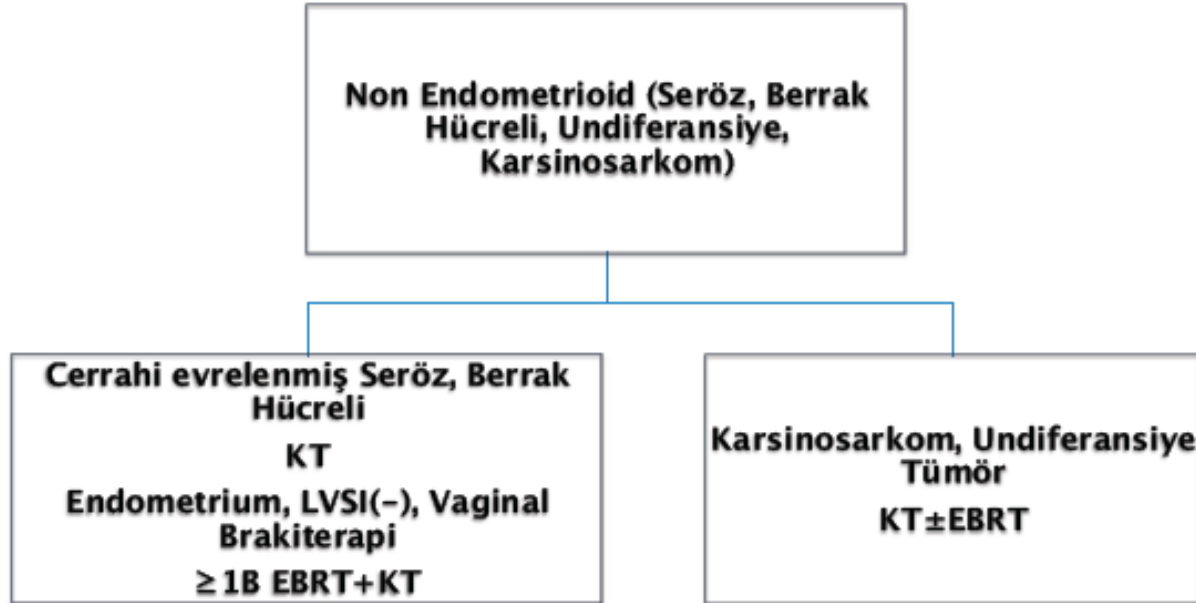 Non Endometrioid (Seröz, Berrak
Hücreli, Undiferansiye,
Karsinosarkom)
Cerrahi evrelenmiş Seröz, Berrak
Hücreli
KT
Endometrium, LVSI(-), Vaginal
Brakiterapi
≥1B EBRT+KT
Karsinosarkom, Undiferansiye
Tümör
KT±EBRT